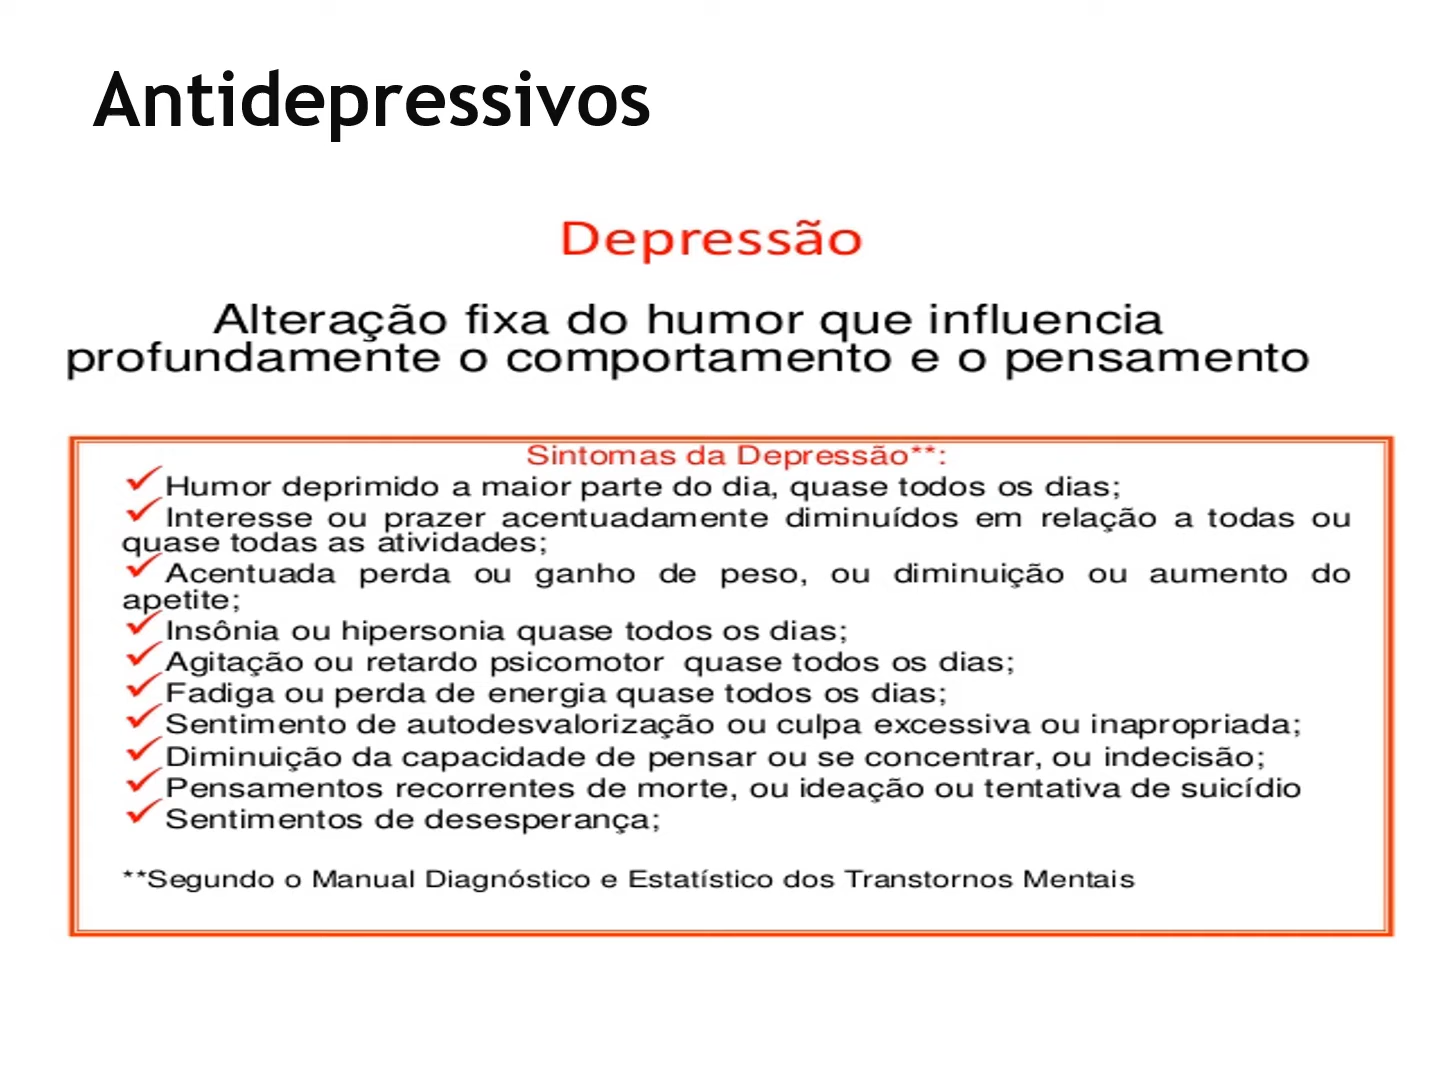 Antidepressivos
Depressão
Alteração fixa do humor que influencia
profundamente o comportamento e o pensamento
Sintomas da Depressão**:
✓Humor deprimido a maior parte do dia, quase todos os dias;
✓Interesse ou prazer acentuadamente diminuídos em relação a todas ou
quase todas as atividades;
✓Acentuada perda ou ganho de peso, ou diminuição ou aumento do
apetite;
✓Insônia ou hipersonia quase todos os dias;
✓Agitação ou retardo psicomotor quase todos os dias;
✓Fadiga ou perda de energia quase todos os dias;
✓Sentimento de autodesvalorização ou culpa excessiva ou inapropriada;
✓Diminuição da capacidade de pensar ou se concentrar, ou indecisão;
✓Pensamentos recorrentes de morte, ou ideação ou tentativa de suicídio
✓Sentimentos de desesperança;
**Segundo o Manual Diagnóstico e Estatístico dos Transtornos Mentais